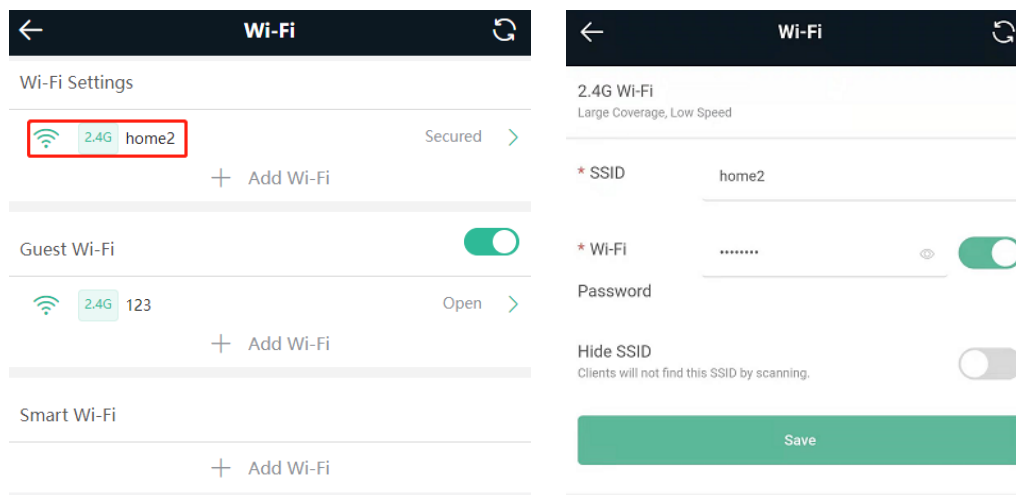 Wi-Fi
Wi-Fi Settings
2.4G home2 Secured
Add Wi-Fi
Guest Wi-Fi
2.4G 123 Open
Add Wi-Fi
Smart Wi-Fi
Add Wi-Fi
Wi-Fi
2.4G Wi-Fi
Large Coverage, Low Speed
* SSID home2
* Wi-Fi ••••••••
Password
Hide SSID
Clients will not find this SSID by scanning.
Save